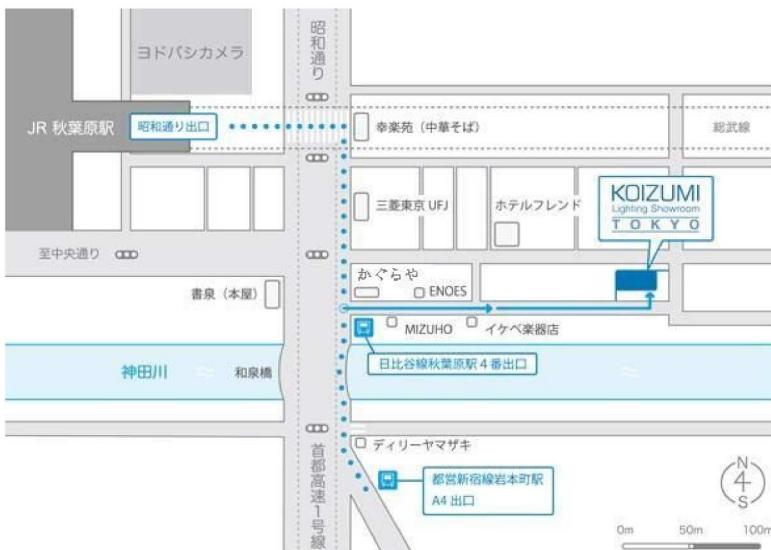 ヨドバシカメラ
昭和通り
JR 秋葉原駅
昭和通り出口
幸楽苑（中華そば）
総武線
三菱東京 UFJ
ホテルフレンド
KOIZUMI
Lighting Showroom
TOKYO
至中央通り
かぐらや
書泉（本屋）
ENOES
MIZUHO
イケベ楽器店
日比谷線秋葉原駅 4 番出口
神田川
和泉橋
ディリーヤマザキ
首都高速1号線
都営新宿線岩本町駅
A4 出口
N
S
0m 50m 100m